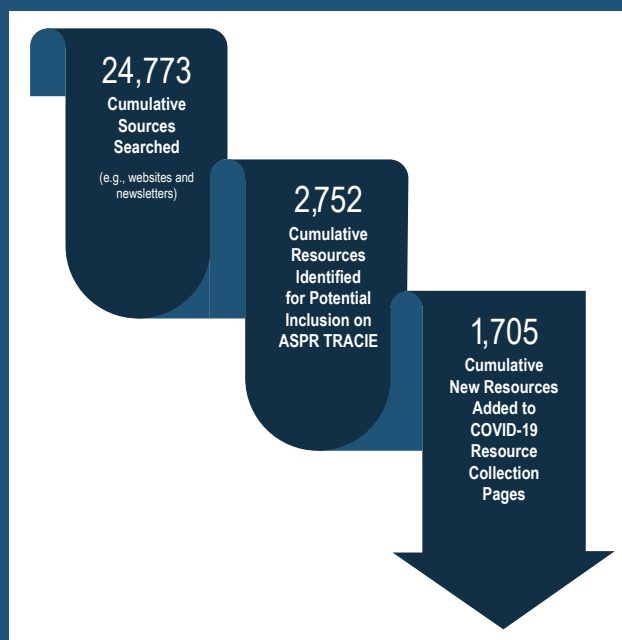 24,773
Cumulative
Sources
Searched
(e.g., websites and
newsletters)
2,752
Cumulative
Resources
Identified
for Potential
Inclusion on
ASPR TRACIE
1,705
Cumulative
New Resources
Added to
COVID-19
Resource
Collection
Pages